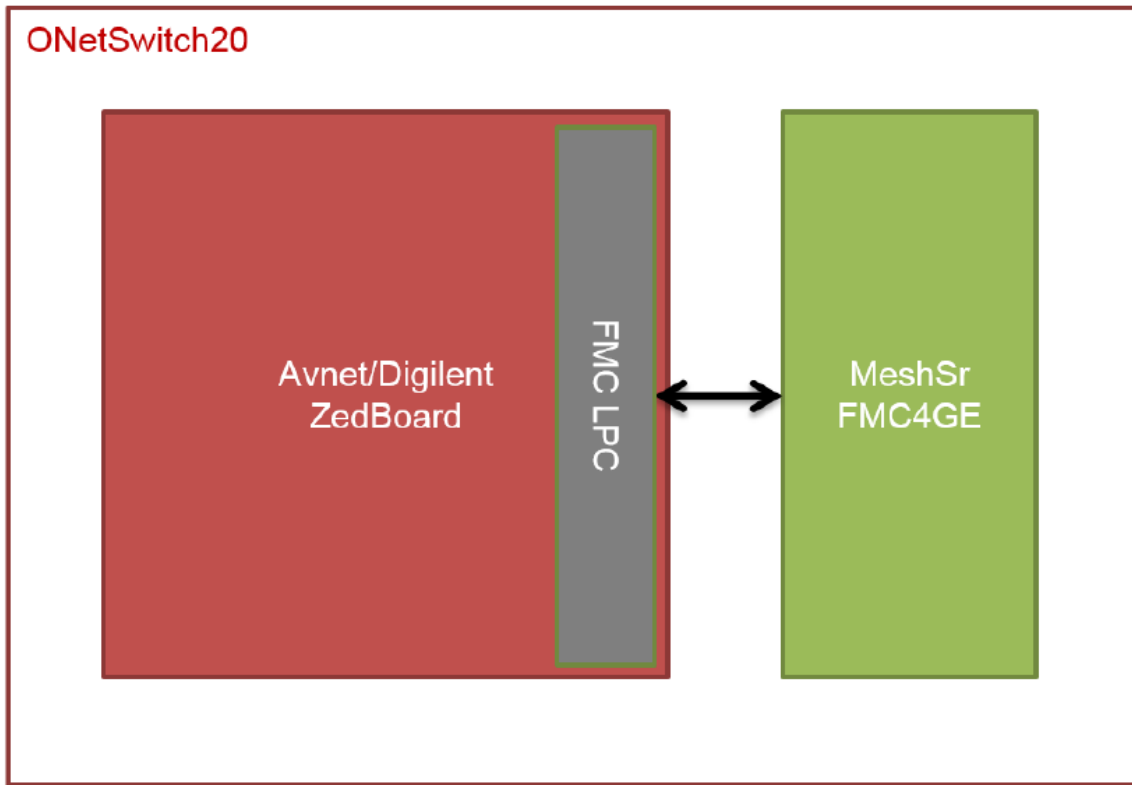 ONetSwitch20
Avnet/Digilent
ZedBoard
FMC LPC
MeshSr
FMC4GE